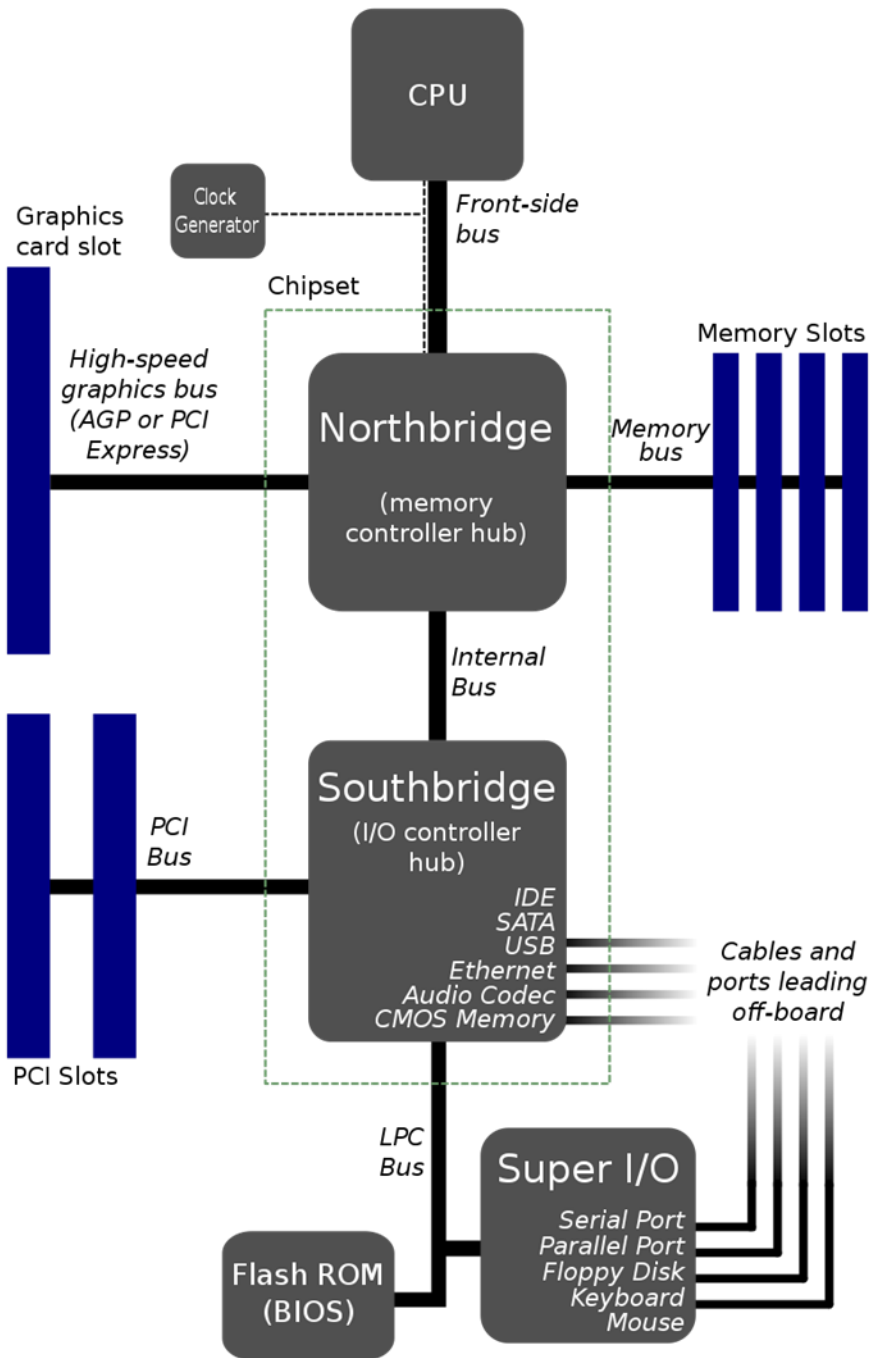 CPU
Clock
Generator
Front-side
bus
Graphics
card slot
Chipset
High-speed
graphics bus
(AGP or PCI
Express)
Northbridge
(memory
controller hub)
Memory Slots
Memory
bus
Internal
Bus
Southbridge
(I/O controller
hub)
PCI
Bus
IDE
SATA
USB
Ethernet
Audio Codec
CMOS Memory
Cables and
ports leading
off-board
PCI Slots
LPC
Bus
Super I/O
Serial Port
Parallel Port
Floppy Disk
Keyboard
Mouse
Flash ROM
(BIOS)